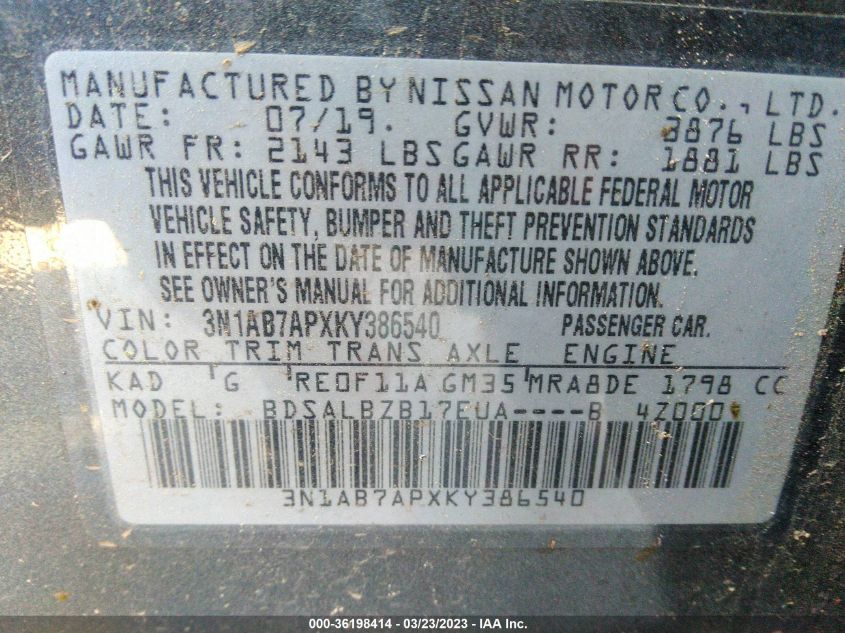 MANUFACTURED BY NISSAN MOTOR CO., LTD.
DATE: 07/19. GVWR: 3876 LBS
GAWR FR: 2143 LBS GAWR RR: 1881 LBS
THIS VEHICLE CONFORMS TO ALL APPLICABLE FEDERAL MOTOR
VEHICLE SAFETY, BUMPER AND THEFT PREVENTION STANDARDS
IN EFFECT ON THE DATE OF MANUFACTURE SHOWN ABOVE.
SEE OWNER'S MANUAL FOR ADDITIONAL INFORMATION.
VIN: 3N1AB7APXKY386540 PASSENGER CAR.
COLOR TRIM TRANS AXLE ENGINE
KAD G RE0F11A GM35 MRA8DE 1798 CC
MODEL: BDSALBZB17EUA----B 4Z000
3N1AB7APXKY386540
000-36198414 / 03/23/2023 - IAA Inc.